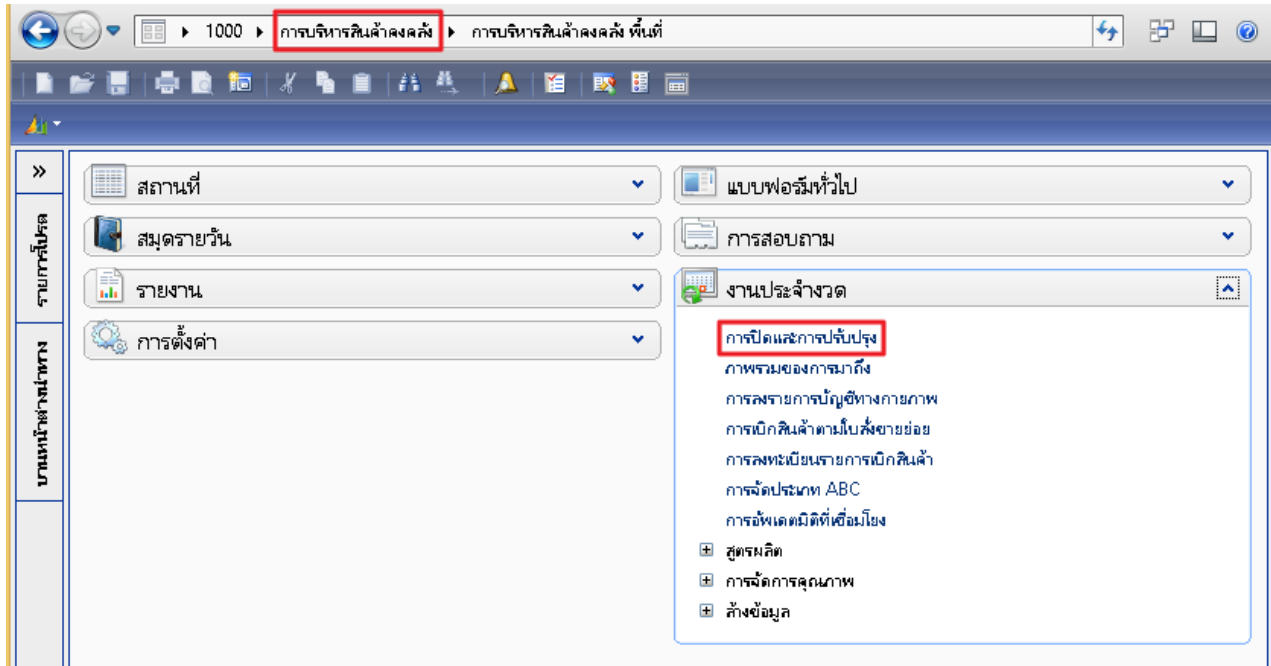 1000 การบริหารสินค้าคงคลัง การบริหารสินค้าคงคลัง พื้นที่
»
รายการโปรด
บานหน้าต่างนำทาง
สถานที่
สมุดรายวัน
รายงาน
การตั้งค่า
แบบฟอร์มทั่วไป
การสอบถาม
งานประจำงวด
การปิดและการปรับปรุง
ภาพรวมของการมาถึง
การลงรายการบัญชีทางกายภาพ
การเบิกสินค้าตามใบสั่งขายย่อย
การลงทะเบียนรายการเบิกสินค้า
การจัดประเภท ABC
การอัพเดตมิติที่เชื่อมโยง
สูตรผลิต
การจัดการคุณภาพ
ล้างข้อมูล